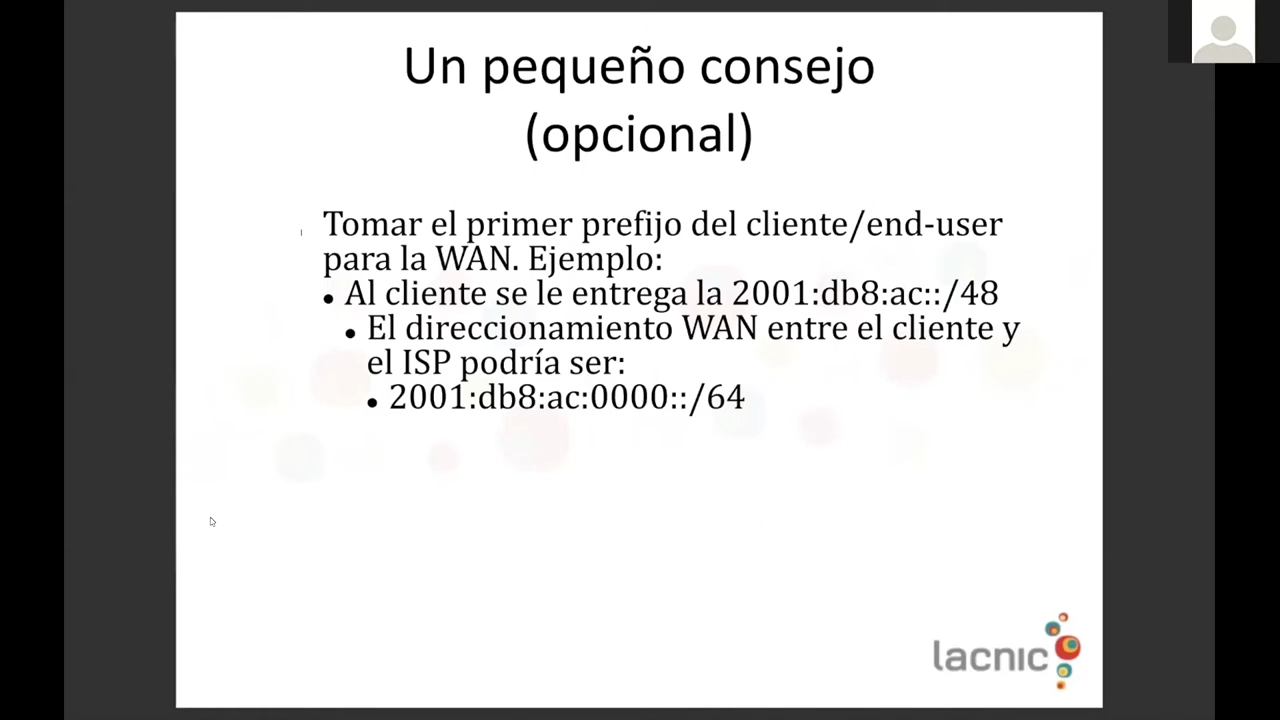 Un pequeño consejo
(opcional)
Tomar el primer prefijo del cliente/end-user
para la WAN. Ejemplo:
• Al cliente se le entrega la 2001:db8:ac::/48
• El direccionamiento WAN entre el cliente y
el ISP podría ser:
• 2001:db8:ac:0000::/64
lacnic